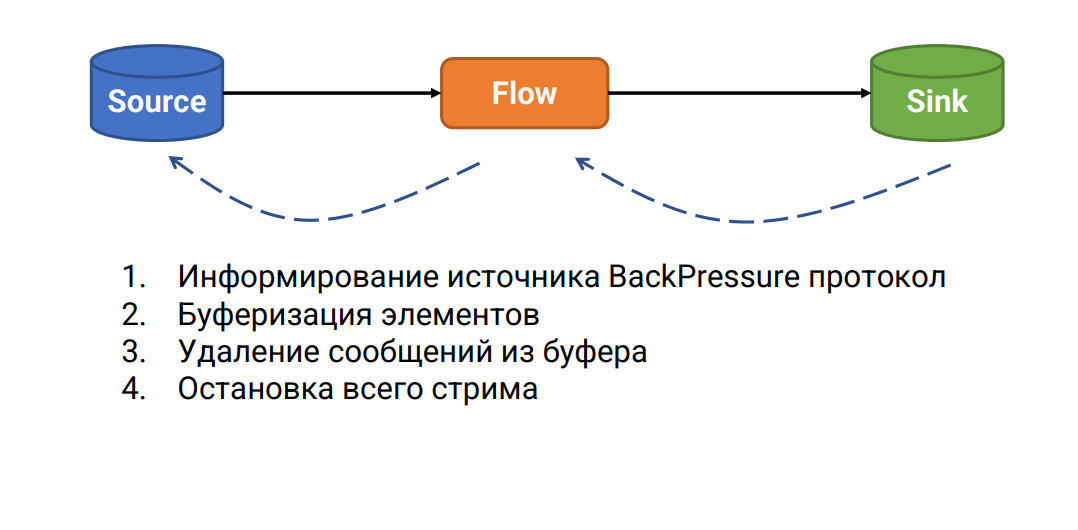 Source
Flow
Sink
1. Информирование источника BackPressure протокол
2. Буферизация элементов
3. Удаление сообщений из буфера
4. Остановка всего стрима